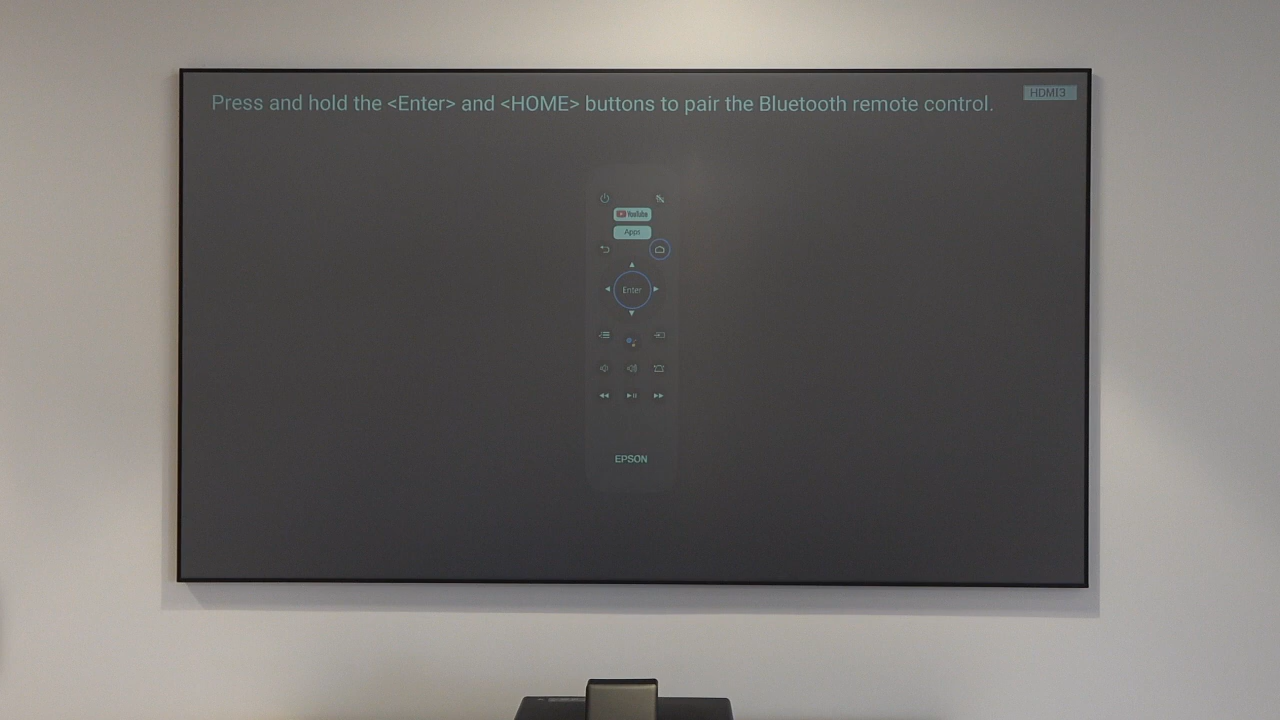 Press and hold the <Enter> and <HOME> buttons to pair the Bluetooth remote control.
HDMI3
YouTube
Apps
Enter
EPSON